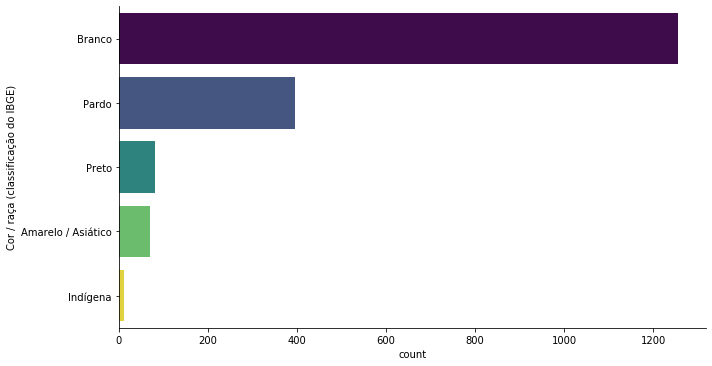 Cor / raça (classificação do IBGE)
Branco
Pardo
Preto
Amarelo / Asiático
Indígena
0 200 400 600 800 1000 1200
count